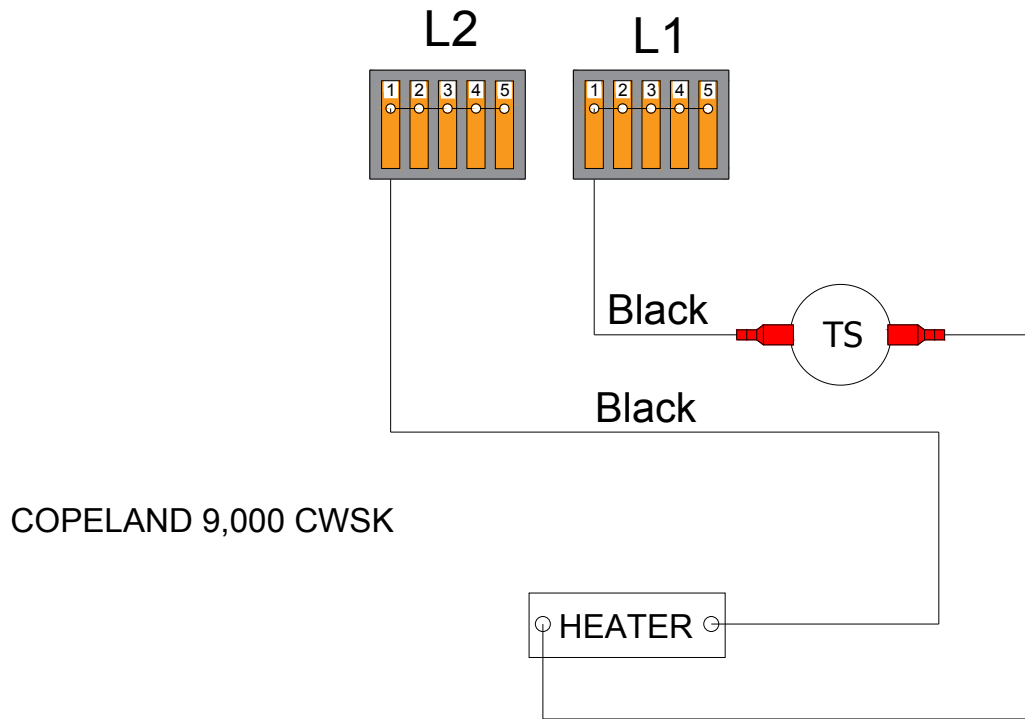 L2
L1
1 2 3 4 5
1 2 3 4 5
Black
TS
Black
COPELAND 9,000 CWSK
HEATER